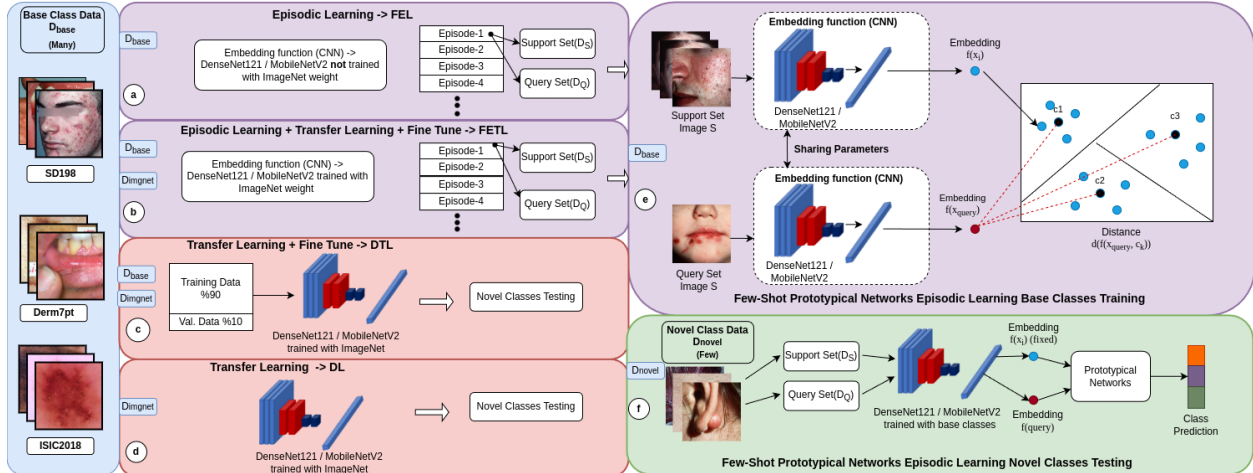 Base Class Data
Dbase
(Many)
SD198
Derm7pt
ISIC2018
Episodic Learning -> FEL
Dbase
Embedding function (CNN) ->
DenseNet121 / MobileNetV2 not trained
with ImageNet weight
Episode-1
Episode-2
Episode-3
Episode-4
Support Set(DS)
Query Set(DQ)
a
Episodic Learning + Transfer Learning + Fine Tune -> FETL
Dbase
Dimgnet
Embedding function (CNN) ->
DenseNet121 / MobileNetV2 trained with
ImageNet weight
Episode-1
Episode-2
Episode-3
Episode-4
Support Set(DS)
Query Set(DQ)
b
Transfer Learning + Fine Tune -> DTL
Dbase
Dimgnet
Training Data
%90
Val. Data %10
DenseNet121 / MobileNetV2
trained with ImageNet
Novel Classes Testing
c
Transfer Learning -> DL
Dimgnet
DenseNet121 / MobileNetV2
trained with ImageNet
Novel Classes Testing
d
Dbase
e
Support Set
Image S
Embedding function (CNN)
DenseNet121 /
MobileNetV2
Sharing Parameters
Embedding function (CNN)
DenseNet121 /
MobileNetV2
Query Set
Image S
Embedding
f(xi)
Embedding
f(xquery)
c1
c3
c2
Distance
d(f(xquery, ck))
Few-Shot Prototypical Networks Episodic Learning Base Classes Training
Novel Class Data
Dnovel
(Few)
Dnovel
f
Support Set(DS)
Query Set(DQ)
DenseNet121 / MobileNetV2
trained with base classes
Embedding
f(xi) (fixed)
Embedding
f(query)
Prototypical
Networks
Class
Prediction
Few-Shot Prototypical Networks Episodic Learning Novel Classes Testing